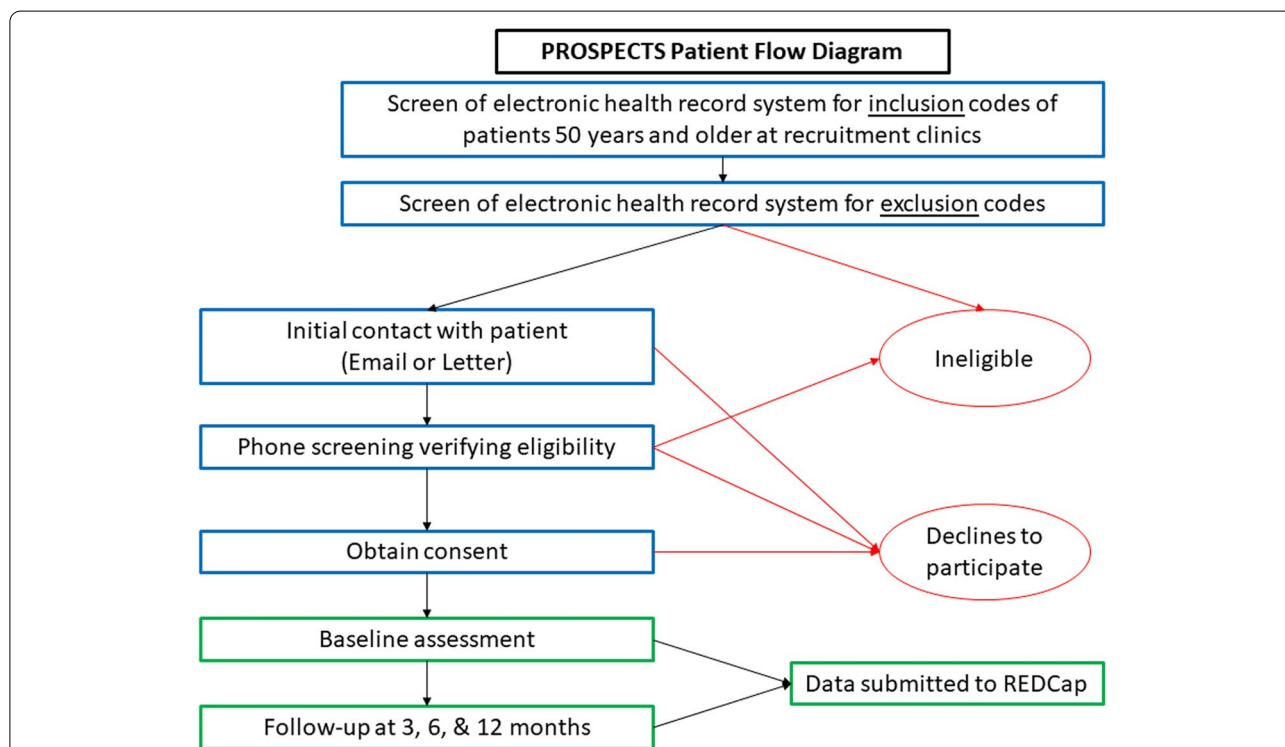 PROSPECTS Patient Flow Diagram
Screen of electronic health record system for inclusion codes of
patients 50 years and older at recruitment clinics
Screen of electronic health record system for exclusion codes
Initial contact with patient
(Email or Letter)
Ineligible
Phone screening verifying eligibility
Obtain consent
Declines to
participate
Baseline assessment
Data submitted to REDCap
Follow-up at 3, 6, & 12 months